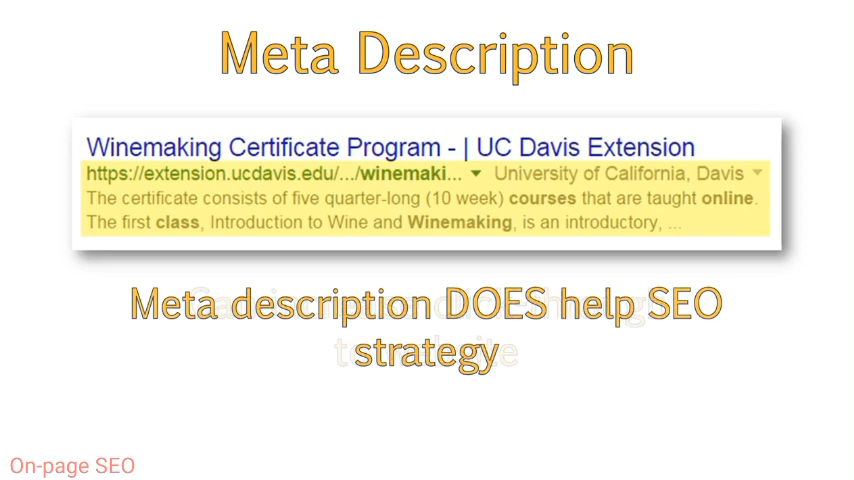 Meta Description
Winemaking Certificate Program - | UC Davis Extension
https://extension.ucdavis.edu/.../winemaki... University of California, Davis
The certificate consists of five quarter-long (10 week) courses that are taught online.
The first class, Introduction to Wine and Winemaking, is an introductory, ...
Meta description DOES help SEO
strategy
On-page SEO